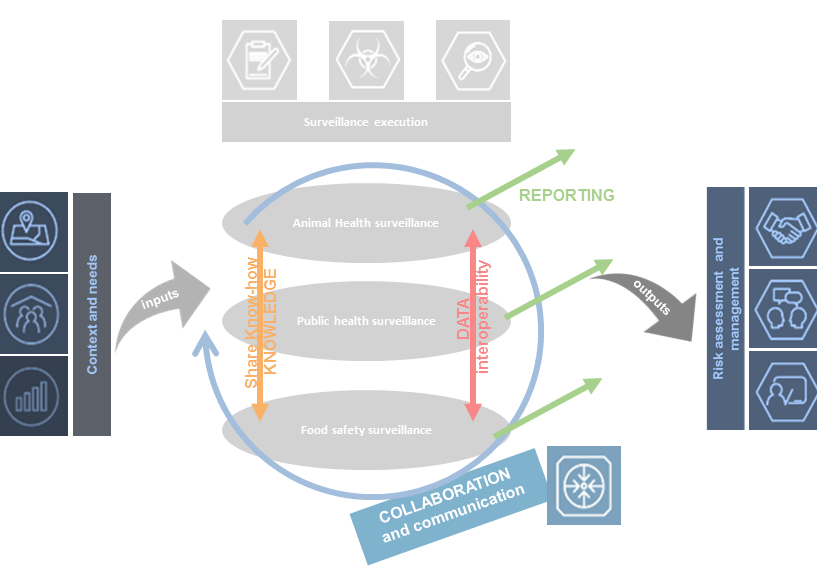 Surveillance execution
REPORTING
Animal Health surveillance
Context and needs
inputs
Share Know-how
KNOWLEDGE
Public health surveillance
DATA
interoperability
outputs
Risk assessment and
management
Food safety surveillance
COLLABORATION
and communication